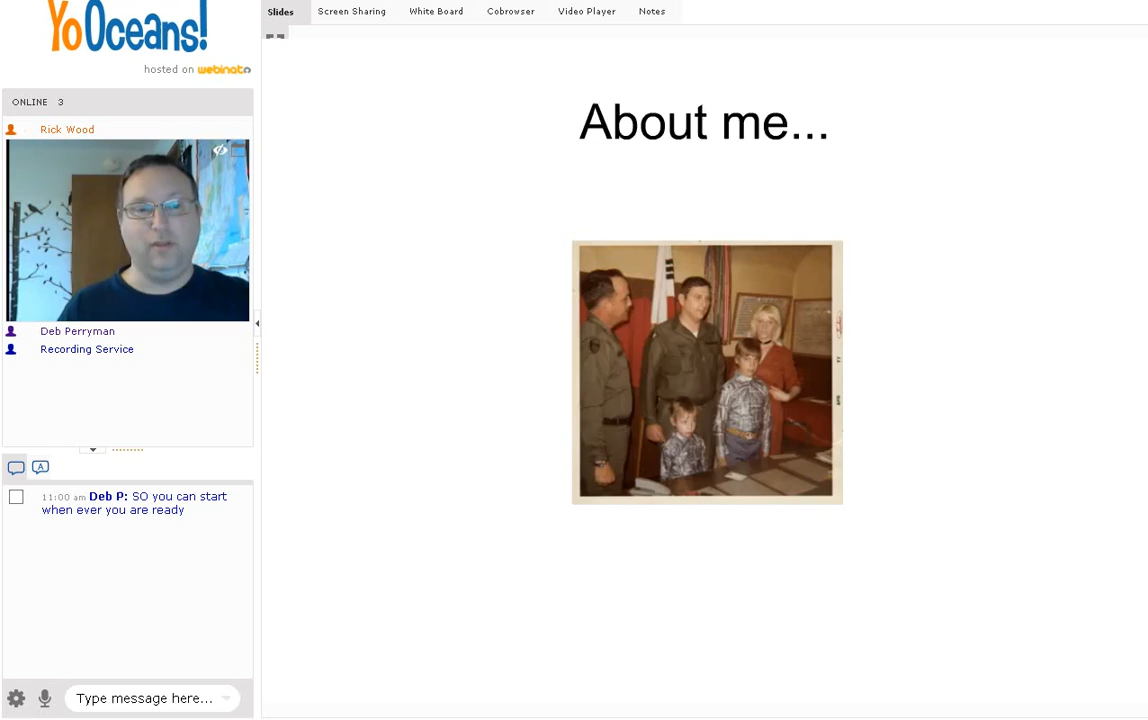 YoOceans!
hosted on webinato
ONLINE 3
Rick Wood
Deb Perryman
Recording Service
11:00 am Deb P: SO you can start
when ever you are ready
Type message here...
Slides Screen Sharing White Board Cobrowser Video Player Notes
About me...